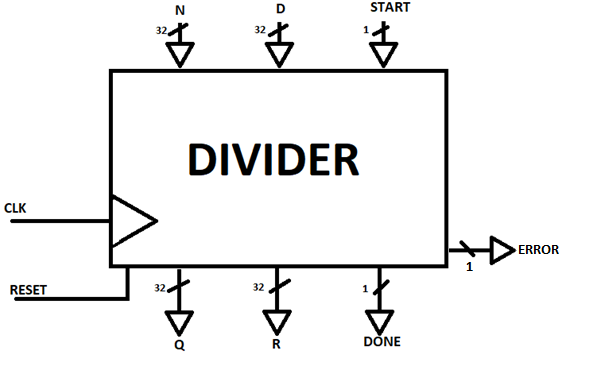 N D START
32 32 1
DIVIDER
CLK
ERROR
1
RESET
32 32 1
Q R DONE